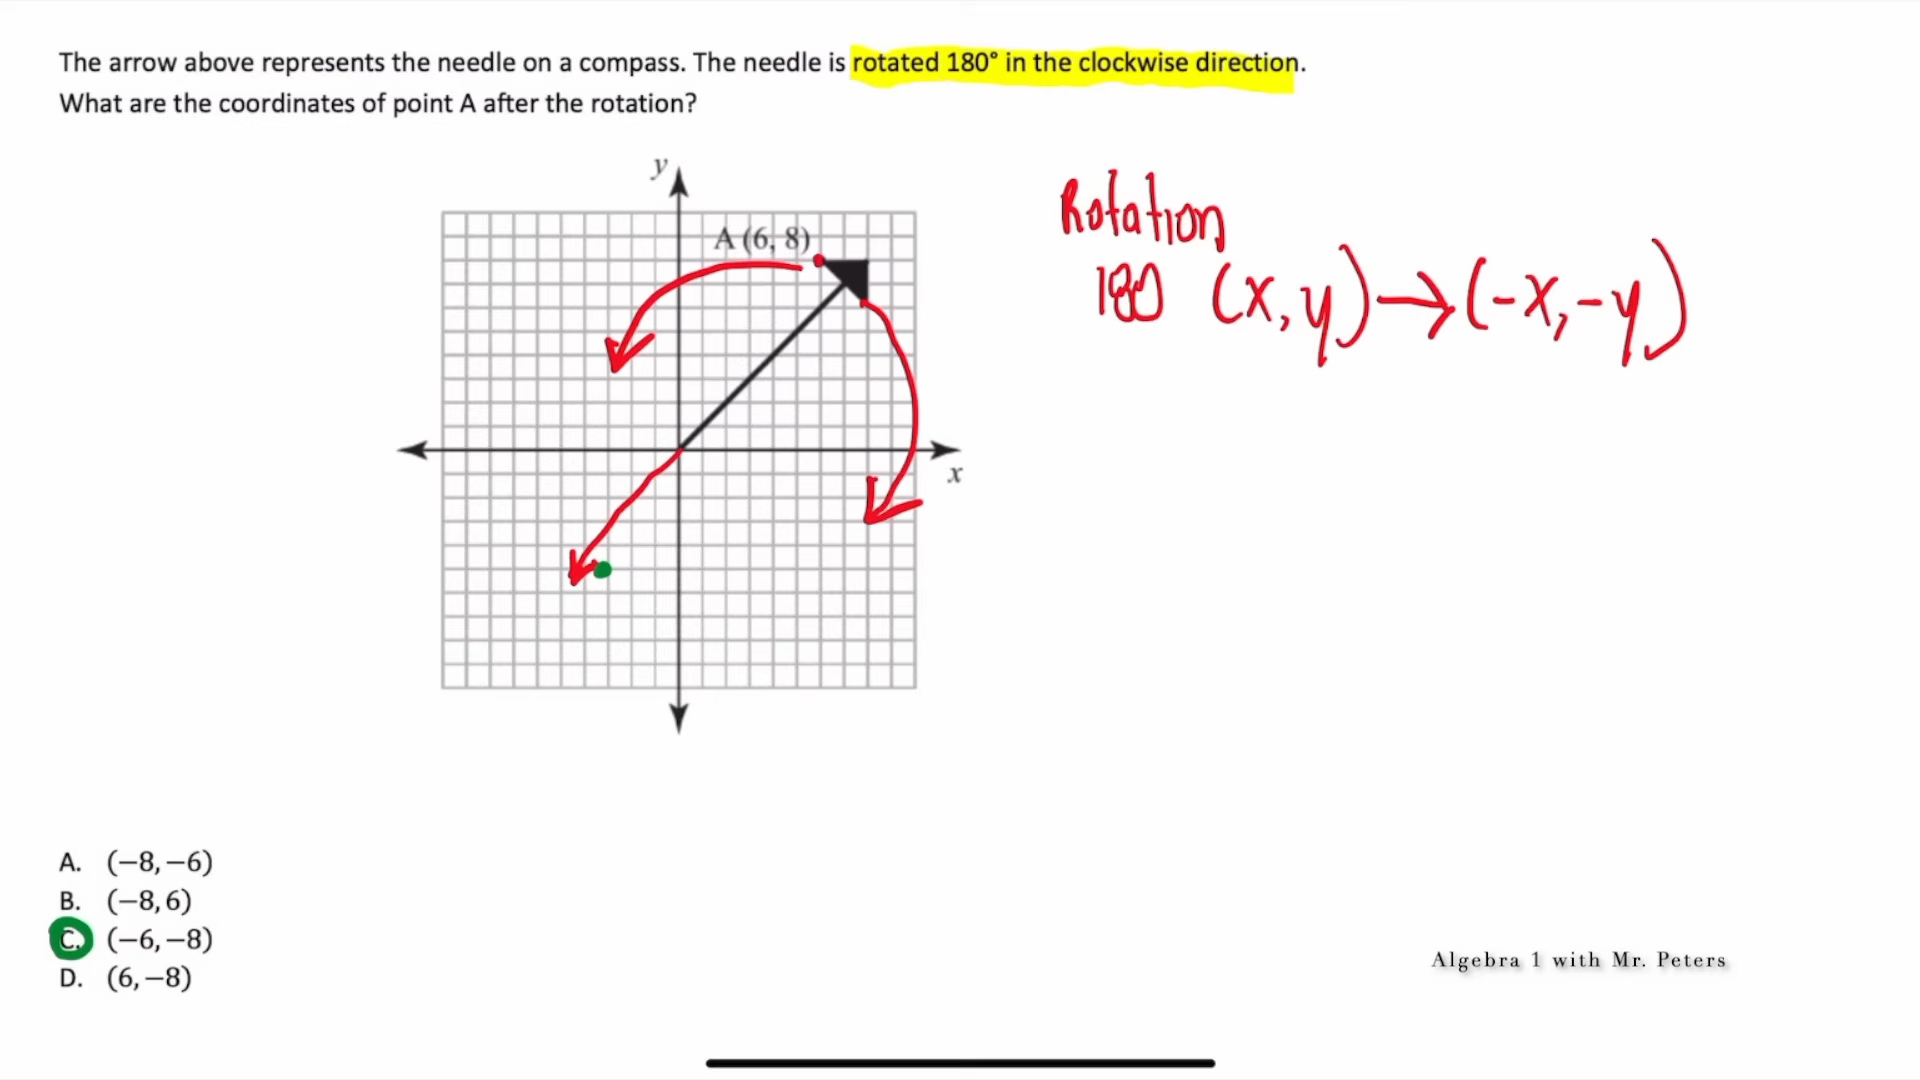 The arrow above represents the needle on a compass. The needle is rotated 180° in the clockwise direction.
What are the coordinates of point A after the rotation?
y
A (6, 8)
x
Rotation
180 (x, y) → (-x, -y)
A. (−8, −6)
B. (−8, 6)
C. (−6, −8)
D. (6, −8)
Algebra 1 with Mr. Peters